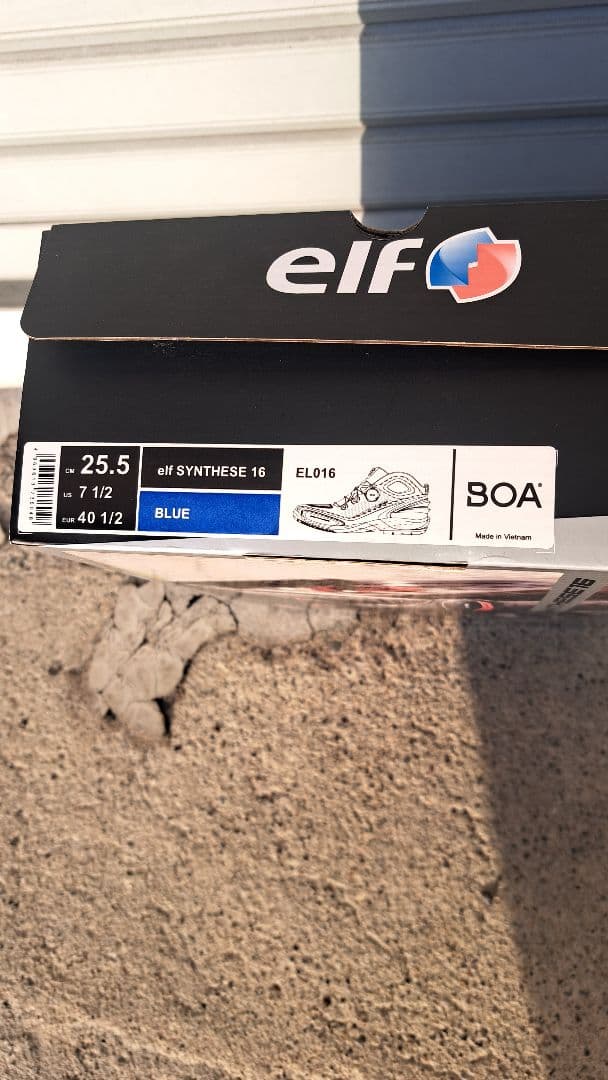 elf
CM 25.5
US 7 1/2
EUR 40 1/2
elf SYNTHESE 16
BLUE
EL016
BOA®
Made in Vietnam